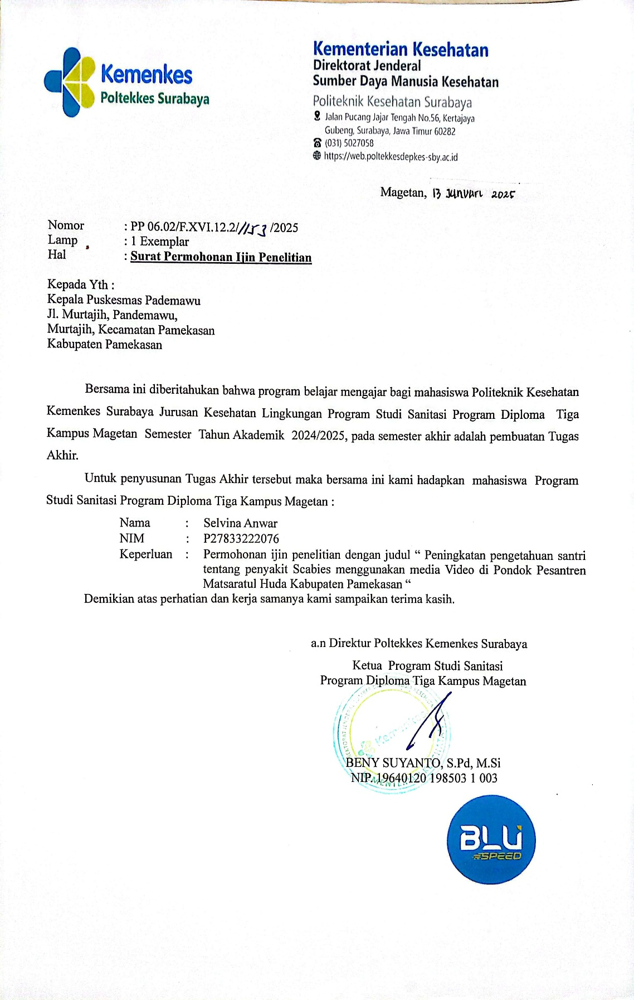 Kemenkes
Poltekkes Surabaya
Kementerian Kesehatan
Direktorat Jenderal
Sumber Daya Manusia Kesehatan
Politeknik Kesehatan Surabaya
Jalan Pucang Jajar Tengah No.56, Kertajaya
Gubeng, Surabaya, Jawa Timur 60282
(031) 5027058
https://web.poltekkesdepkes-sby.ac.id
Magetan, 13 Januari 2025
Nomor : PP 06.02/F.XVI.12.2/1153 /2025
Lamp : 1 Exemplar
Hal : Surat Permohonan Ijin Penelitian
Kepada Yth :
Kepala Puskesmas Pademawu
Jl. Murtajih, Pandemawu,
Murtajih, Kecamatan Pamekasan
Kabupaten Pamekasan
Bersama ini diberitahukan bahwa program belajar mengajar bagi mahasiswa Politeknik Kesehatan
Kemenkes Surabaya Jurusan Kesehatan Lingkungan Program Studi Sanitasi Program Diploma Tiga
Kampus Magetan Semester Tahun Akademik 2024/2025, pada semester akhir adalah pembuatan Tugas
Akhir.
Untuk penyusunan Tugas Akhir tersebut maka bersama ini kami hadapkan mahasiswa Program
Studi Sanitasi Program Diploma Tiga Kampus Magetan :
Nama : Selvina Anwar
NIM : P27833222076
Keperluan : Permohonan ijin penelitian dengan judul “ Peningkatan pengetahuan santri
tentang penyakit Scabies menggunakan media Video di Pondok Pesantren
Matsaratul Huda Kabupaten Pamekasan “
Demikian atas perhatian dan kerja samanya kami sampaikan terima kasih.
a.n Direktur Poltekkes Kemenkes Surabaya
Ketua Program Studi Sanitasi
Program Diploma Tiga Kampus Magetan
Kemenkes
BENY SUYANTO, S.Pd, M.Si
NIP. 19640120 198503 1 003
BLU
SPEED